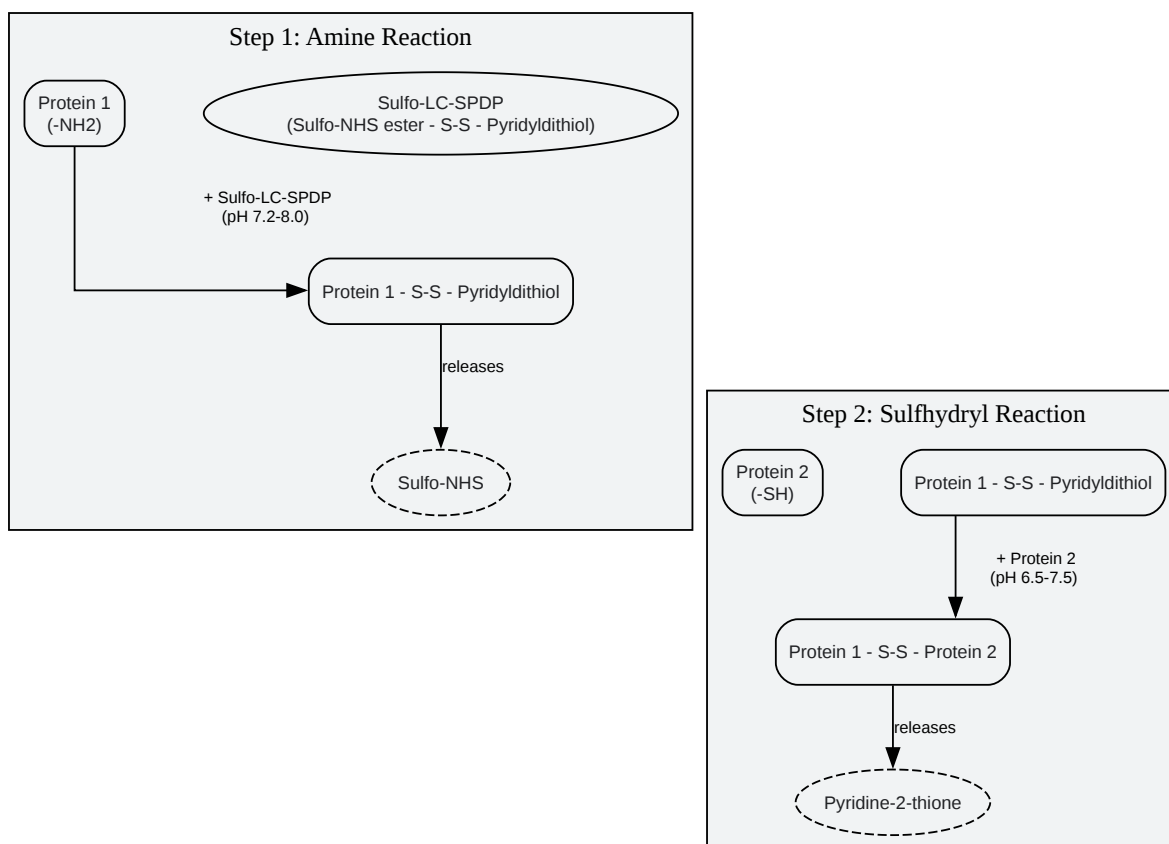 Step 1: Amine Reaction
Protein 1
(-NH2)
Sulfo-LC-SPDP
(Sulfo-NHS ester - S-S - Pyridyldithiol)
+ Sulfo-LC-SPDP
(pH 7.2-8.0)
Protein 1 - S-S - Pyridyldithiol
releases
Sulfo-NHS
Step 2: Sulfhydryl Reaction
Protein 2
(-SH)
Protein 1 - S-S - Pyridyldithiol
+ Protein 2
(pH 6.5-7.5)
Protein 1 - S-S - Protein 2
releases
Pyridine-2-thione